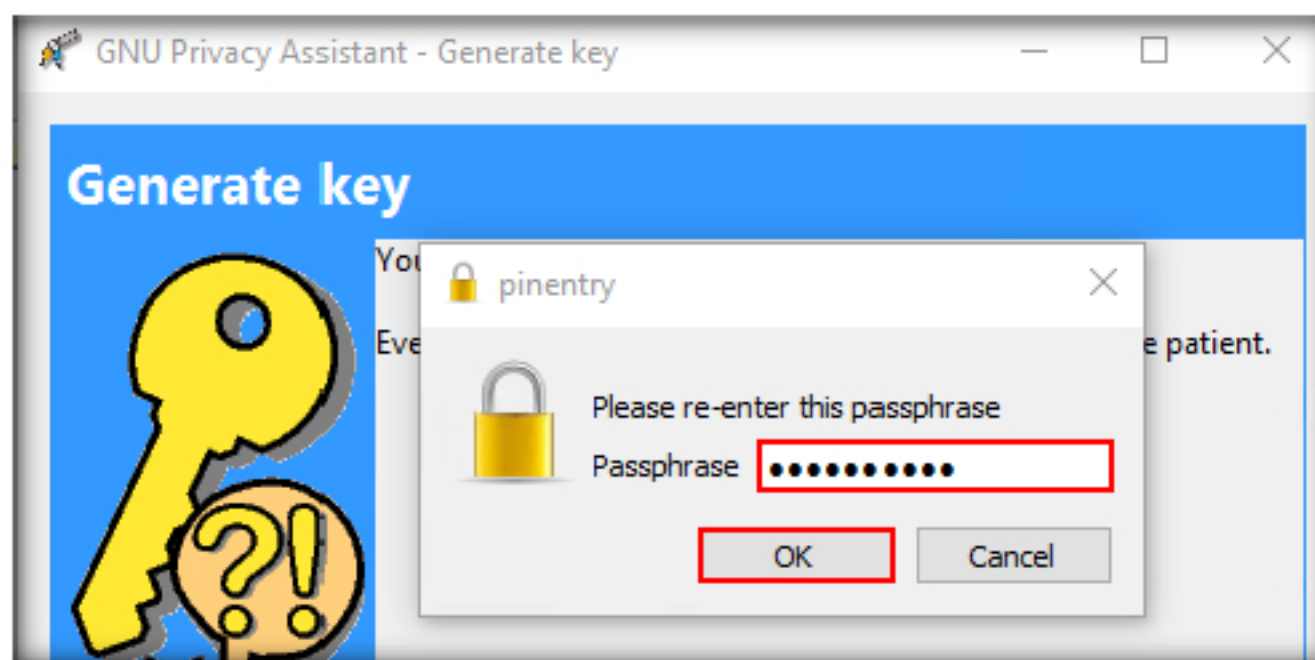 GNU Privacy Assistant - Generate key
Generate key
You
pinentry
Eve
e patient.
Please re-enter this passphrase
Passphrase ●●●●●●●●●●
OK Cancel
?!